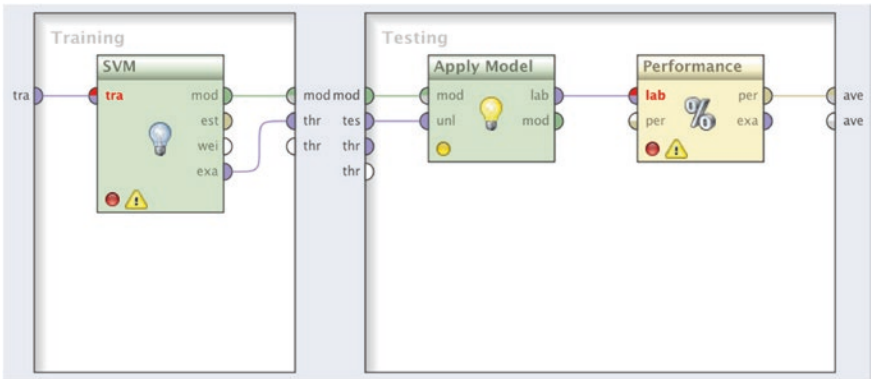 Training
Testing
SVM
Apply Model
Performance
tra
tra
mod
mod
mod
mod
lab
lab
per
ave
est
thr
tes
unl
mod
per
exa
ave
wei
thr
thr
exa
thr